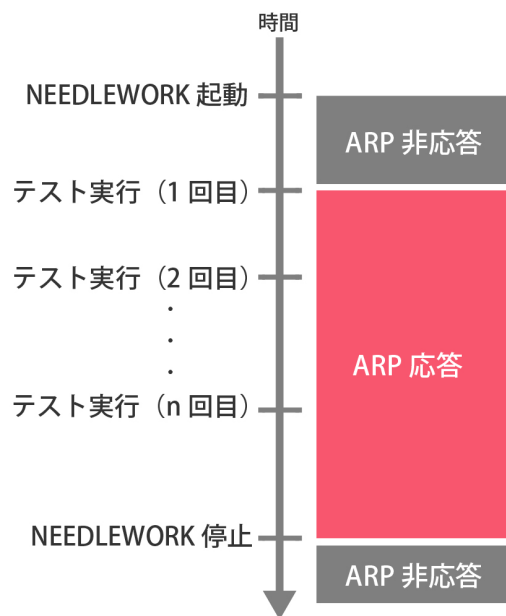 時間
NEEDLEWORK 起動
ARP 非応答
テスト実行（1 回目）
テスト実行（2 回目）
・
・
・
ARP 応答
テスト実行（n 回目）
NEEDLEWORK 停止
ARP 非応答